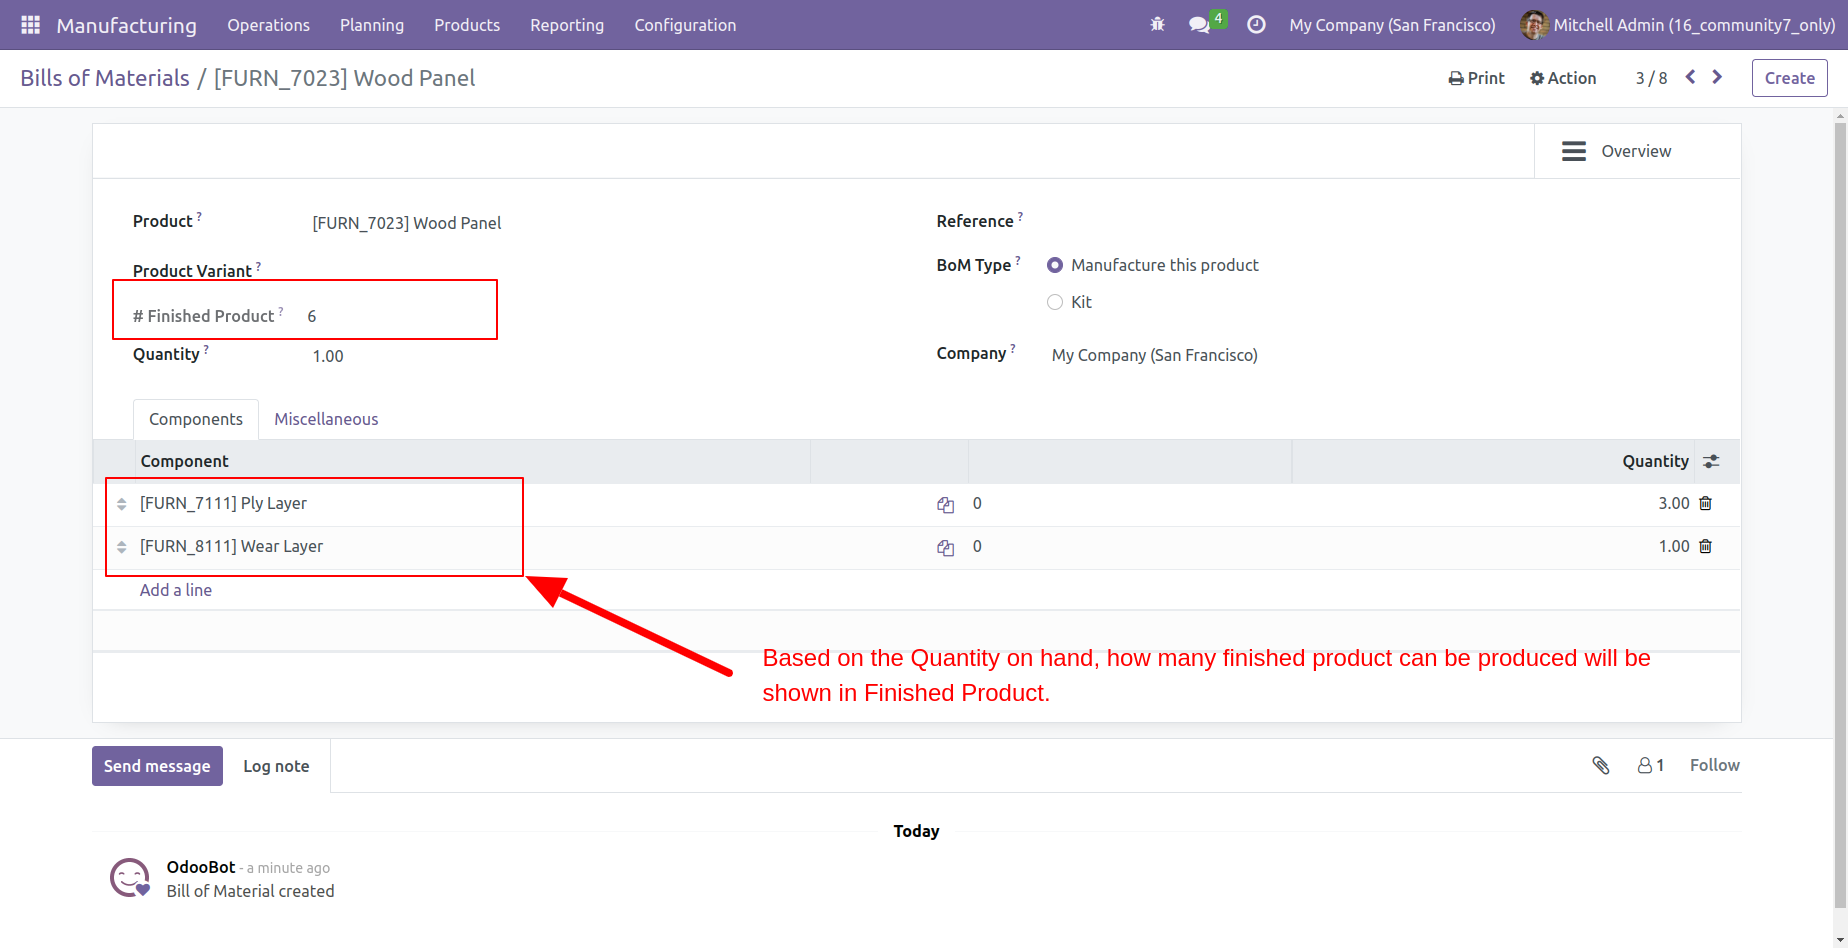 Manufacturing Operations Planning Products Reporting Configuration 4 My Company (San Francisco) Mitchell Admin (16_community7_only)
Bills of Materials / [FURN_7023] Wood Panel Print Action 3 / 8 Create
Overview
Product ? [FURN_7023] Wood Panel
Reference ?
Product Variant ?
BoM Type ? Manufacture this product
Kit
# Finished Product ? 6
Quantity ? 1.00
Company ? My Company (San Francisco)
Components Miscellaneous
Component Quantity
[FURN_7111] Ply Layer 0 3.00
[FURN_8111] Wear Layer 0 1.00
Add a line
Based on the Quantity on hand, how many finished product can be produced will be
shown in Finished Product.
Send message Log note 1 Follow
Today
OdooBot - a minute ago
Bill of Material created